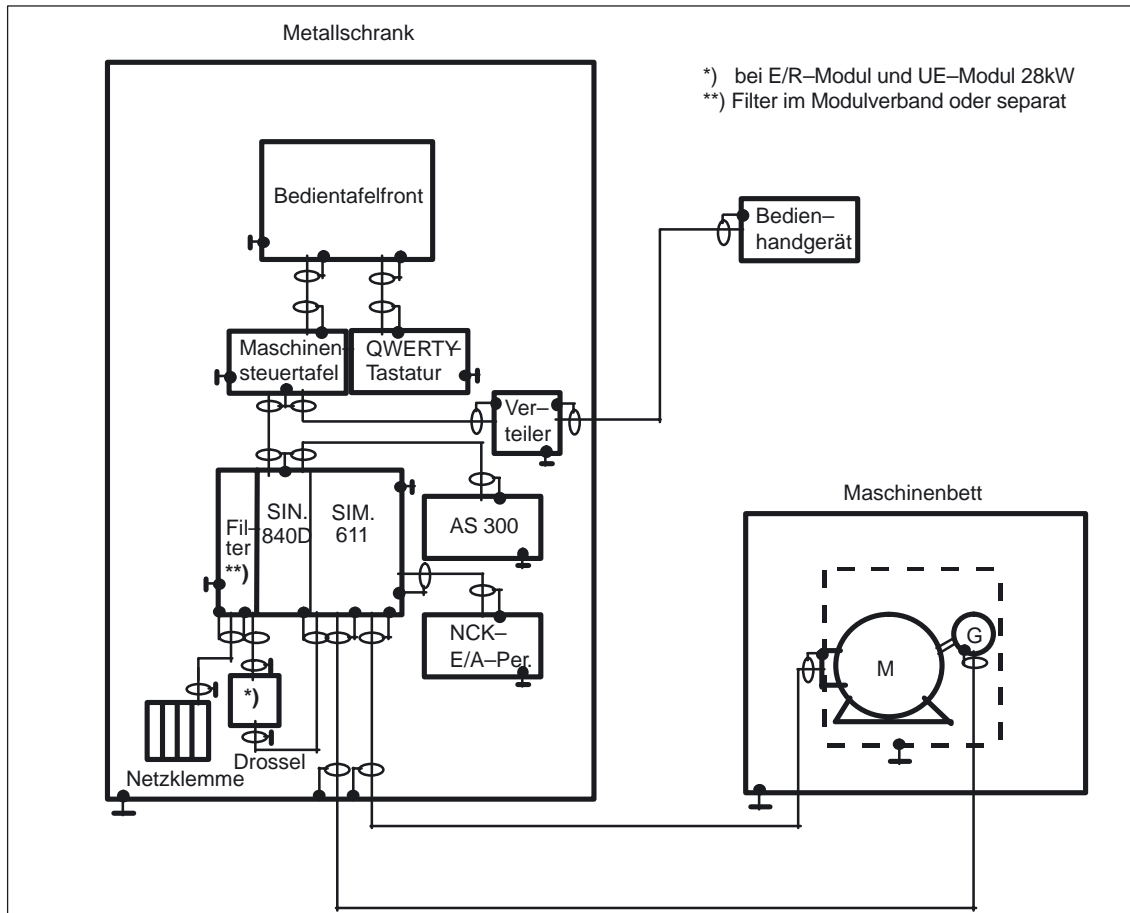 Metallschrank
*) bei E/R–Modul und UE–Modul 28kW
**) Filter im Modulverband oder separat
Bedientafelfront
Bedien–
handgerät
Maschinen–
steuertafel
QWERTY–
Tastatur
Ver–
teiler
Fil–
ter
**)
SIN.
840D
SIM.
611
AS 300
NCK–
E/A–Per.
*)
Drossel
Netzklemme
Maschinenbett
M
G